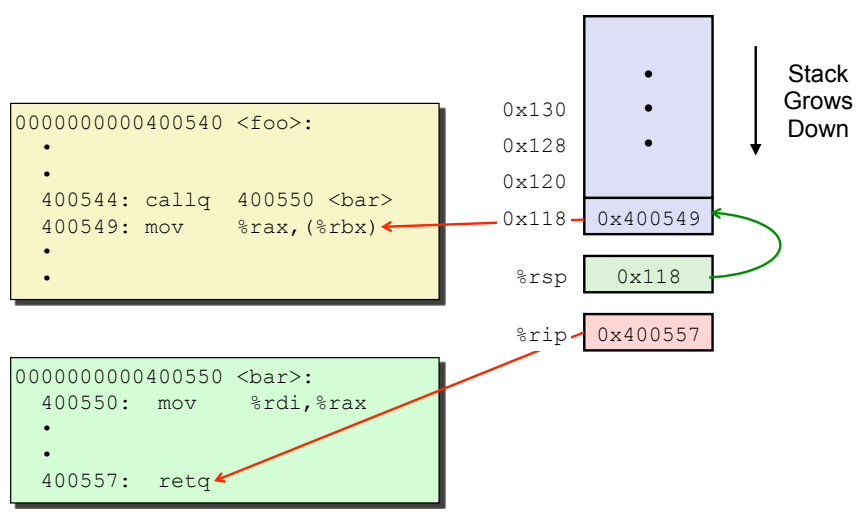 0000000000400540 <foo>:
•
•
400544: callq 400550 <bar>
400549: mov %rax,(%rbx)
•
•
0000000000400550 <bar>:
400550: mov %rdi,%rax
•
•
400557: retq
•
•
•
0x130
0x128
0x120
0x118 0x400549
%rsp 0x118
%rip 0x400557
Stack
Grows
Down